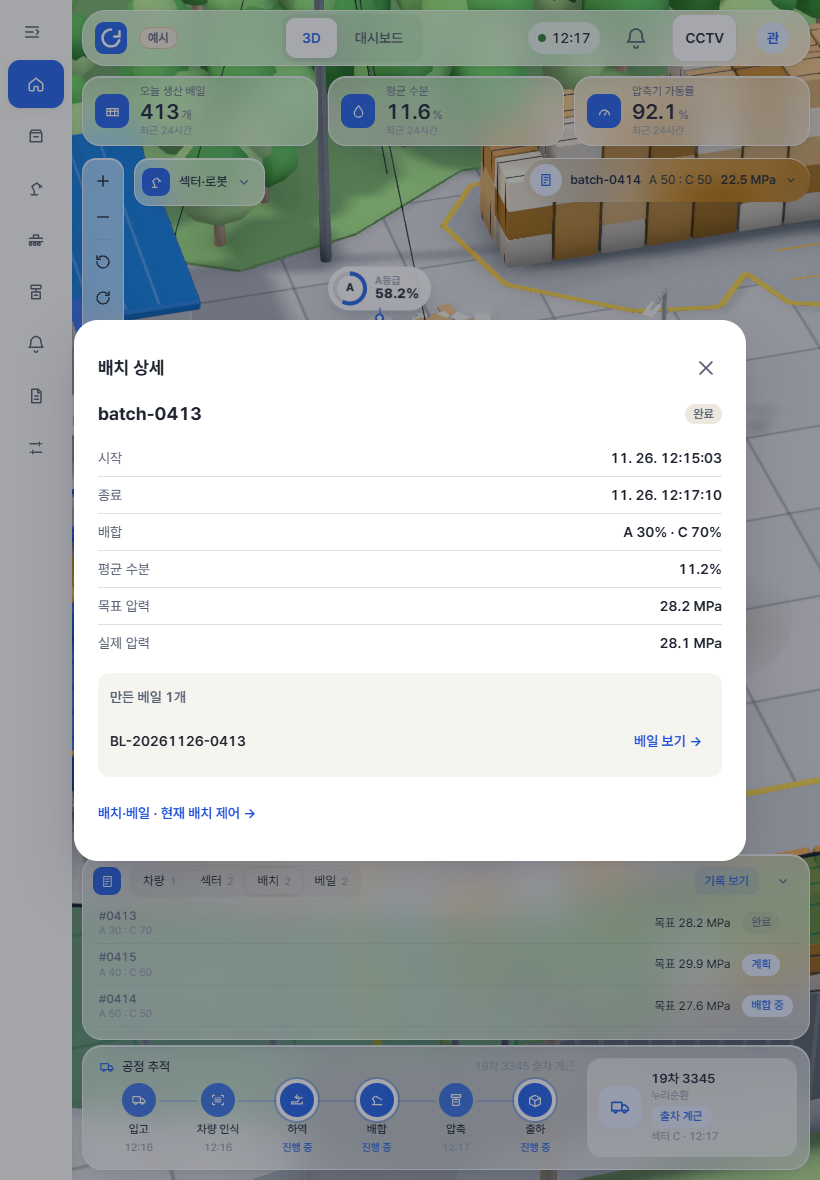 예시
3D
대시보드
12:17
CCTV
관
오늘 생산 베일
413개
최근 24시간
평균 수분
11.6%
최근 24시간
압축기 가동률
92.1%
최근 24시간
섹터·로봇
batch-0414 A 50 : C 50 22.5 MPa
A
A등급
58.2%
배치 상세
batch-0413
완료
시작 11. 26. 12:15:03
종료 11. 26. 12:17:10
배합 A 30% · C 70%
평균 수분 11.2%
목표 압력 28.2 MPa
실제 압력 28.1 MPa
만든 베일 1개
BL-20261126-0413 베일 보기 →
배치·베일 · 현재 배치 제어 →
차량 1 섹터 2 배치 2 베일 2 기록 보기
#0413
A 30 : C 70
목표 28.2 MPa 완료
#0415
A 40 : C 60
목표 29.9 MPa 계획
#0414
A 50 : C 50
목표 27.6 MPa 배합 중
공정 추적
19차 3345 출차 계근
입고
12:16
차량 인식
12:16
하역
진행 중
배합
진행 중
압축
12:17
출하
진행 중
19차 3345
누리순환
출차 계근
섹터 C · 12:17